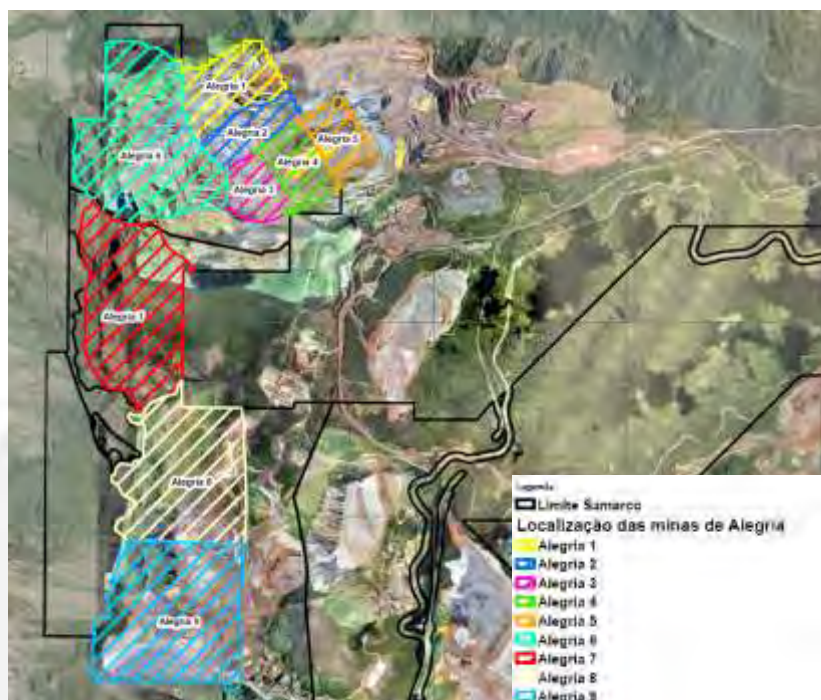 Alegria 1
Alegria 2
Alegria 5
Alegria 6
Alegria 4
Alegria 3
Alegria 1
Alegria 8
Alegria 9
Legenda
Limite Samarco
Localização das minas de Alegria
Alegria 1
Alegria 2
Alegria 3
Alegria 4
Alegria 5
Alegria 6
Alegria 7
Alegria 8
Alegria 9